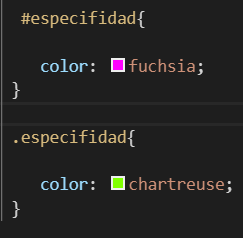 #especifidad{
color: fuchsia;
}
.especifidad{
color: chartreuse;
}